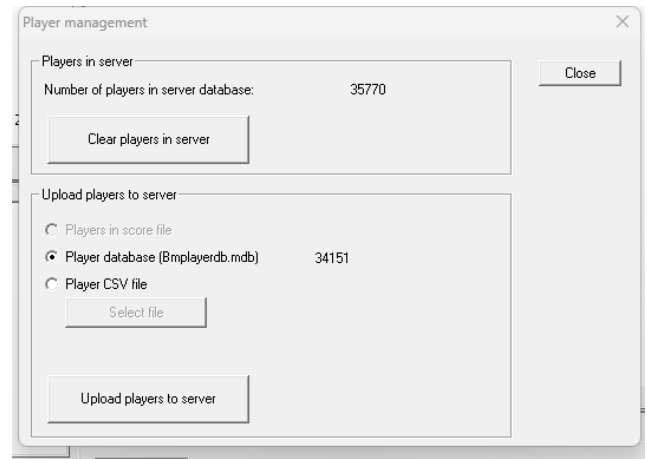 Player management
Players in server
Close
Number of players in server database: 35770
Clear players in server
Upload players to server
Players in score file
Player database (Bmplayerdb.mdb) 34151
Player CSV file
Select file
Upload players to server